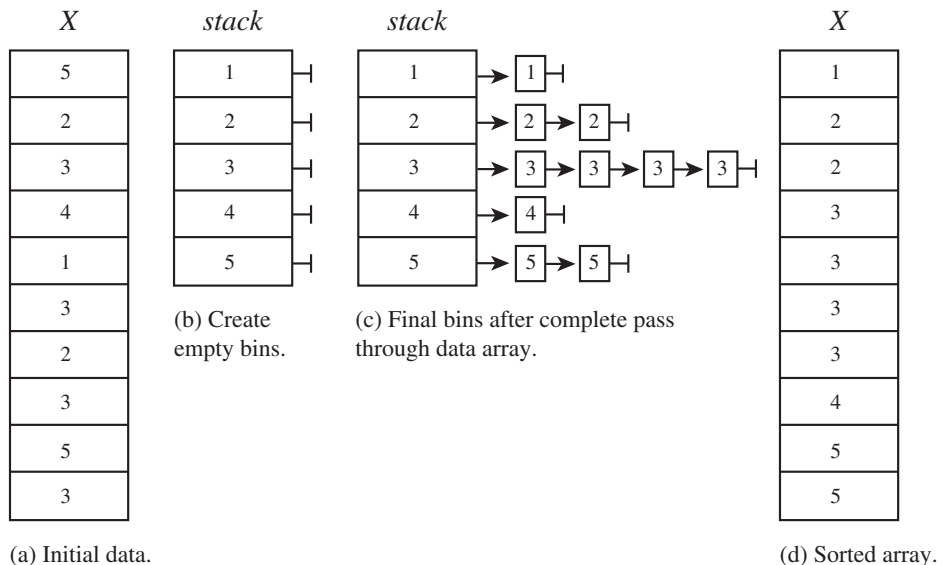 X
5
2
3
4
1
3
2
3
5
3
(a) Initial data.
stack
1
2
3
4
5
(b) Create
empty bins.
stack
1 1
2 2 2
3 3 3 3 3
4 4
5 5 5
(c) Final bins after complete pass
through data array.
X
1
2
2
3
3
3
3
4
5
5
(d) Sorted array.